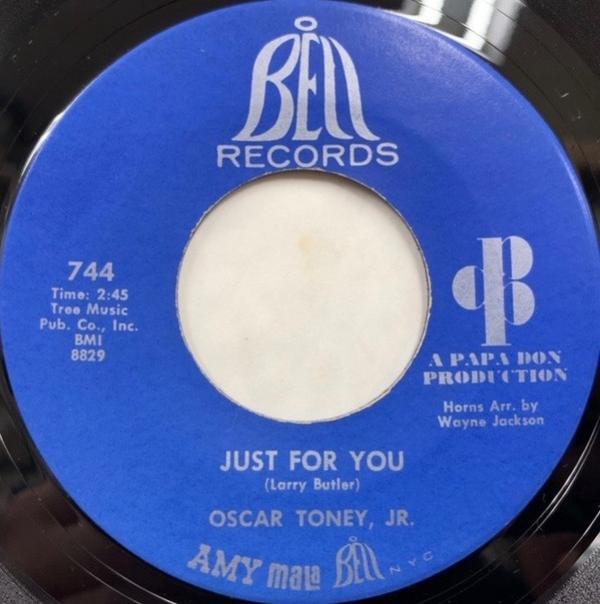 BELL
RECORDS
744
Time: 2:45
Tree Music
Pub. Co., Inc.
BMI
8829
A PAPA DON
PRODUCTION
Horns Arr. by
Wayne Jackson
JUST FOR YOU
(Larry Butler)
OSCAR TONEY, JR.
AMY mala BELL NYC